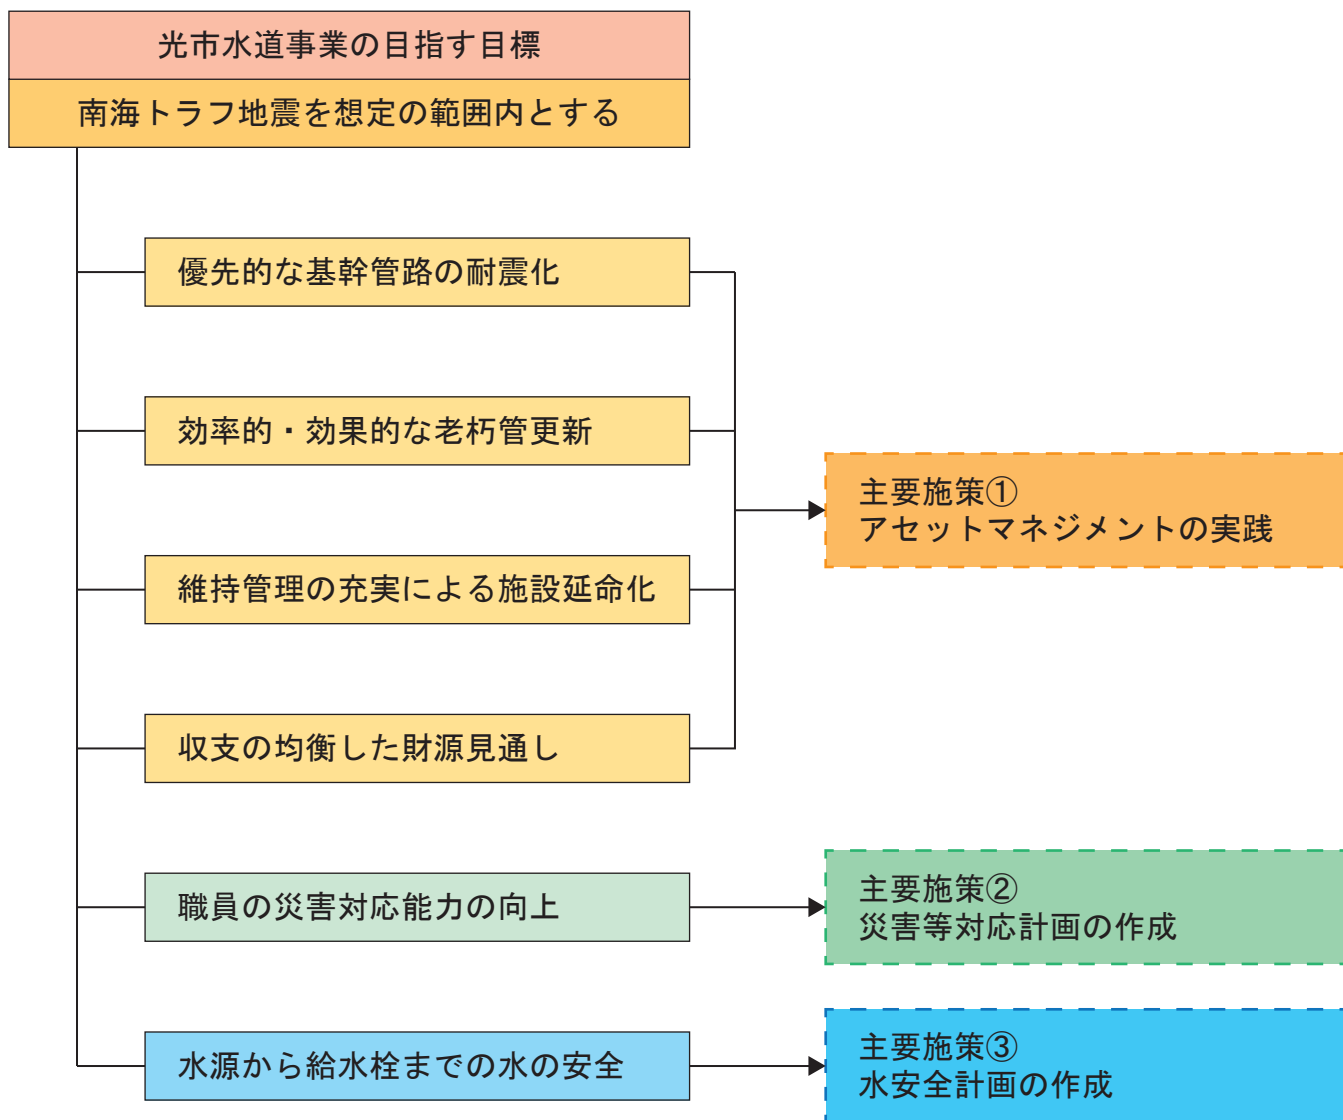 光市水道事業の目指す目標
南海トラフ地震を想定の範囲内とする
優先的な基幹管路の耐震化
効率的・効果的な老朽管更新
主要施策①
アセットマネジメントの実践
維持管理の充実による施設延命化
収支の均衡した財源見通し
職員の災害対応能力の向上
主要施策②
災害等対応計画の作成
水源から給水栓までの水の安全
主要施策③
水安全計画の作成